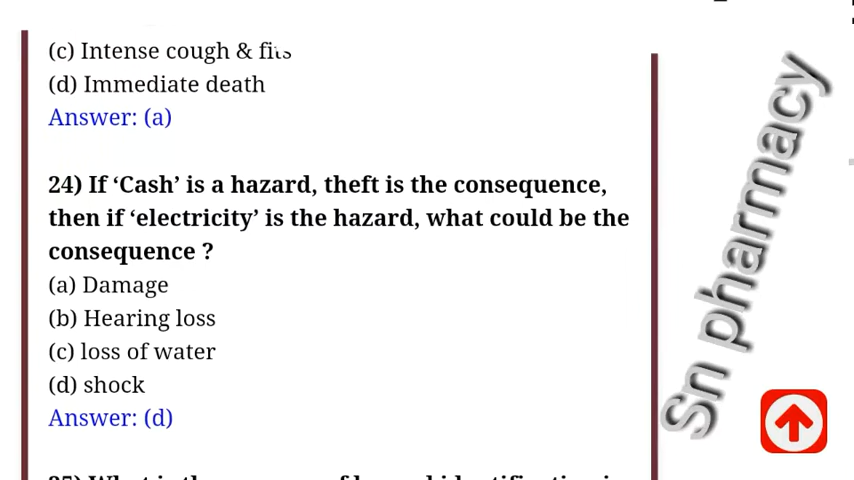 (c) Intense cough & fits
(d) Immediate death
Answer: (a)
24) If ‘Cash’ is a hazard, theft is the consequence,
then if ‘electricity’ is the hazard, what could be the
consequence ?
(a) Damage
(b) Hearing loss
(c) loss of water
(d) shock
Answer: (d)
Sn pharmacy